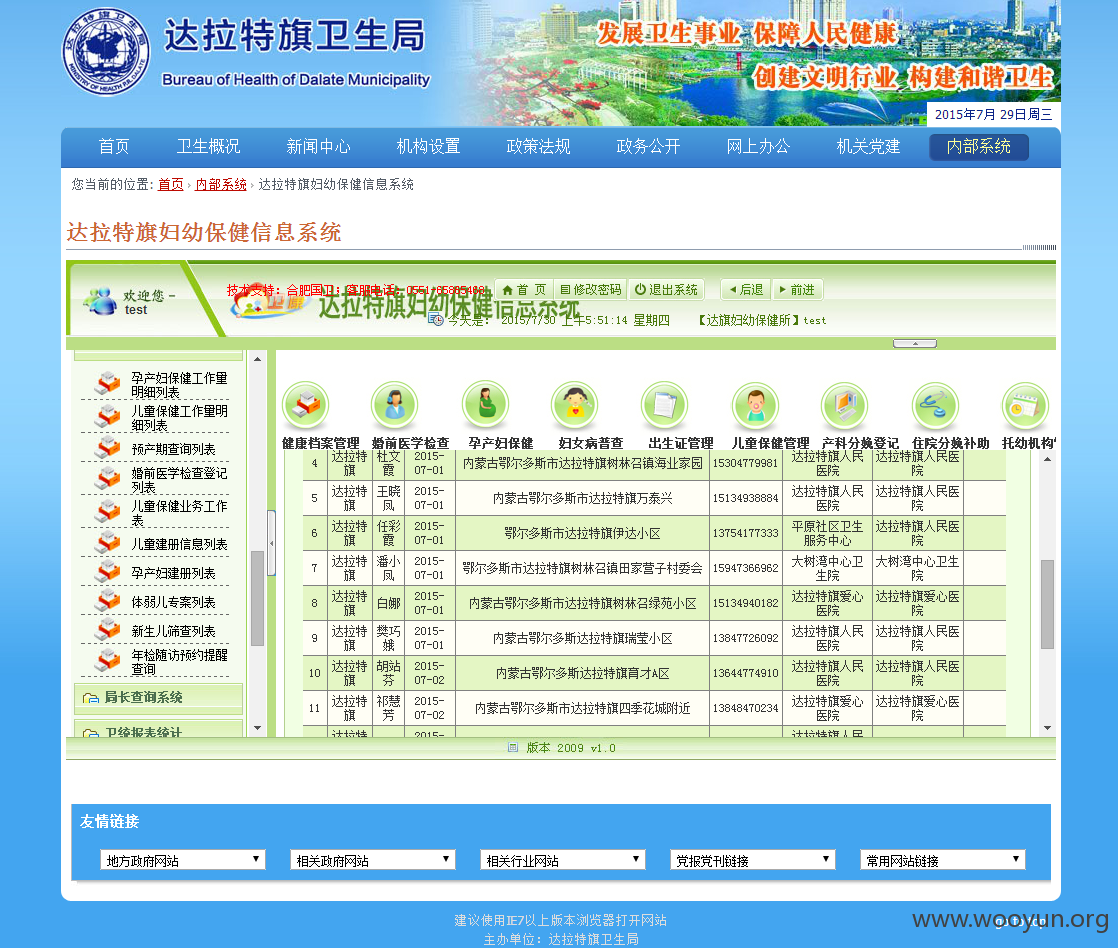 达拉特旗卫生局
Bureau of Health of Dalate Municipality
发展卫生事业 保障人民健康
创建文明行业 构建和谐卫生
2015年7月 29日周三
首页 卫生概况 新闻中心 机构设置 政策法规 政务公开 网上办公 机关党建 内部系统
您当前的位置: 首页 › 内部系统 › 达拉特旗妇幼保健信息系统
达拉特旗妇幼保健信息系统
欢迎您 -
test
技术支持: 合肥国卫; 客服电话:
达拉特旗妇幼保健信息系统
首 页 修改密码 退出系统 后退 前进
今天是: 2015/7/30 上午5:51:14 星期四 【达旗妇幼保健所】test
孕产妇保健工作量
明细列表
儿童保健工作量明
细列表
预产期查询列表
婚前医学检查登记
列表
儿童保健业务工作
表
儿童建册信息列表
孕产妇建册列表
体弱儿专案列表
新生儿筛查列表
年检随访预约提醒
查询
局长查询系统
卫统报表统计
健康档案管理 婚前医学检查 孕产妇保健 妇女病普查 出生证管理 儿童保健管理 产科分娩登记 住院分娩补助 托幼机构
4 达拉特旗 杜文霞 2015-07-01 内蒙古鄂尔多斯市达拉特旗树林召镇海业家园 15304779981 达拉特旗人民医院 达拉特旗人民医院
5 达拉特旗 王晓凤 2015-07-01 内蒙古鄂尔多斯市达拉特旗万泰兴 15134938884 达拉特旗人民医院 达拉特旗人民医院
6 达拉特旗 任彩霞 2015-07-01 鄂尔多斯市达拉特旗伊达小区 13754177333 平原社区卫生服务中心 达拉特旗人民医院
7 达拉特旗 潘小凤 2015-07-01 鄂尔多斯市达拉特旗树林召镇田家营子村委会 15947366962 大树湾中心卫生院 大树湾中心卫生院
8 达拉特旗 白娜 2015-07-01 内蒙古鄂尔多斯市达拉特旗树林召绿苑小区 15134940182 达拉特旗爱心医院 达拉特旗爱心医院
9 达拉特旗 樊巧娥 2015-07-01 内蒙古鄂尔多斯达拉特旗瑞莹小区 13847726092 达拉特旗人民医院 达拉特旗人民医院
10 达拉特旗 胡站芬 2015-07-02 内蒙古鄂尔多斯达拉特旗育才A区 13644774910 达拉特旗人民医院 达拉特旗人民医院
11 达拉特旗 祁慧芳 2015-07-02 内蒙古鄂尔多斯市达拉特旗四季花城附近 13848470234 达拉特旗爱心医院 达拉特旗爱心医院
达拉特 2015- 达拉特旗人民 达拉特旗人民医
版本 2009 v1.0
友情链接
地方政府网站 相关政府网站 相关行业网站 党报党刊链接 常用网站链接
建议使用IE7以上版本浏览器打开网站
主办单位: 达拉特旗卫生局
www.wooyun.org